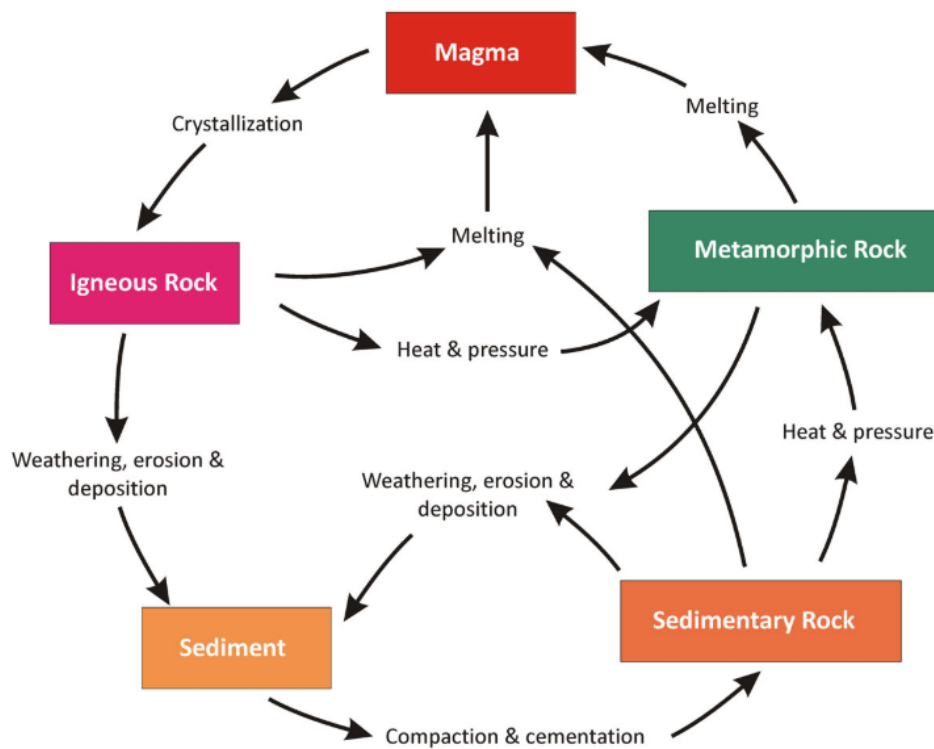 Magma
Crystallization
Melting
Igneous Rock
Melting
Metamorphic Rock
Heat & pressure
Heat & pressure
Weathering, erosion &
deposition
Weathering, erosion &
deposition
Sediment
Sedimentary Rock
Compaction & cementation